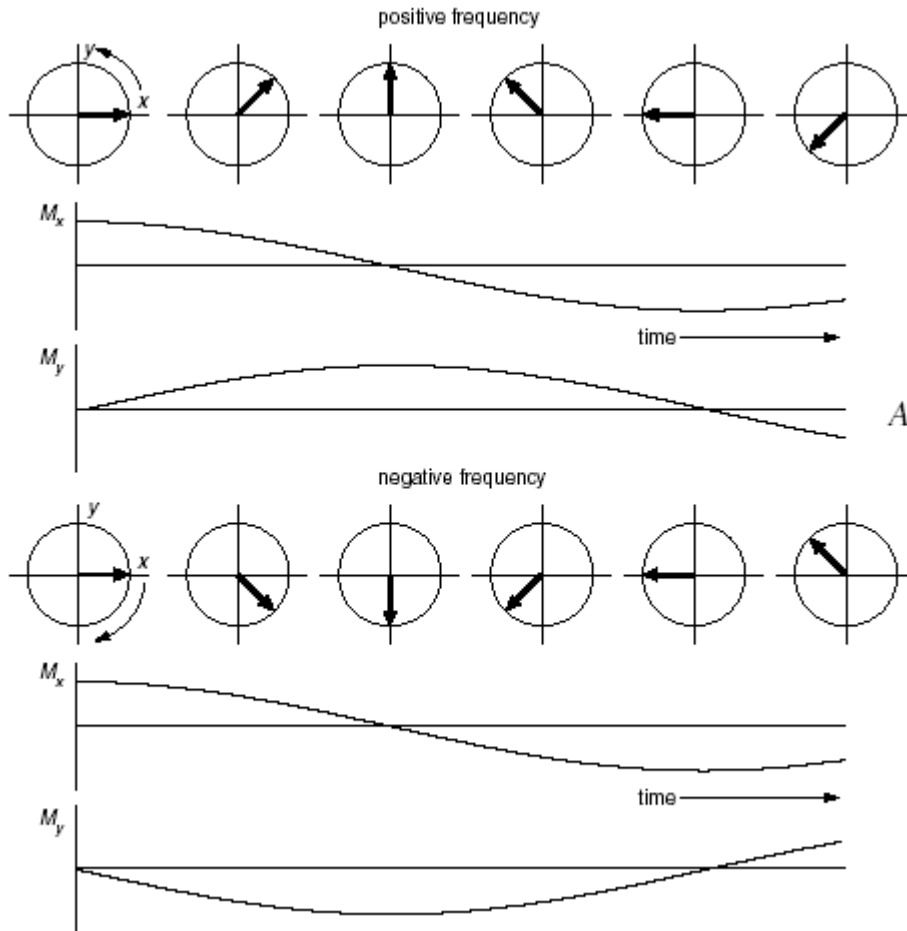 positive frequency
y
x
Mx
time
My
A
negative frequency
y
x
Mx
time
My